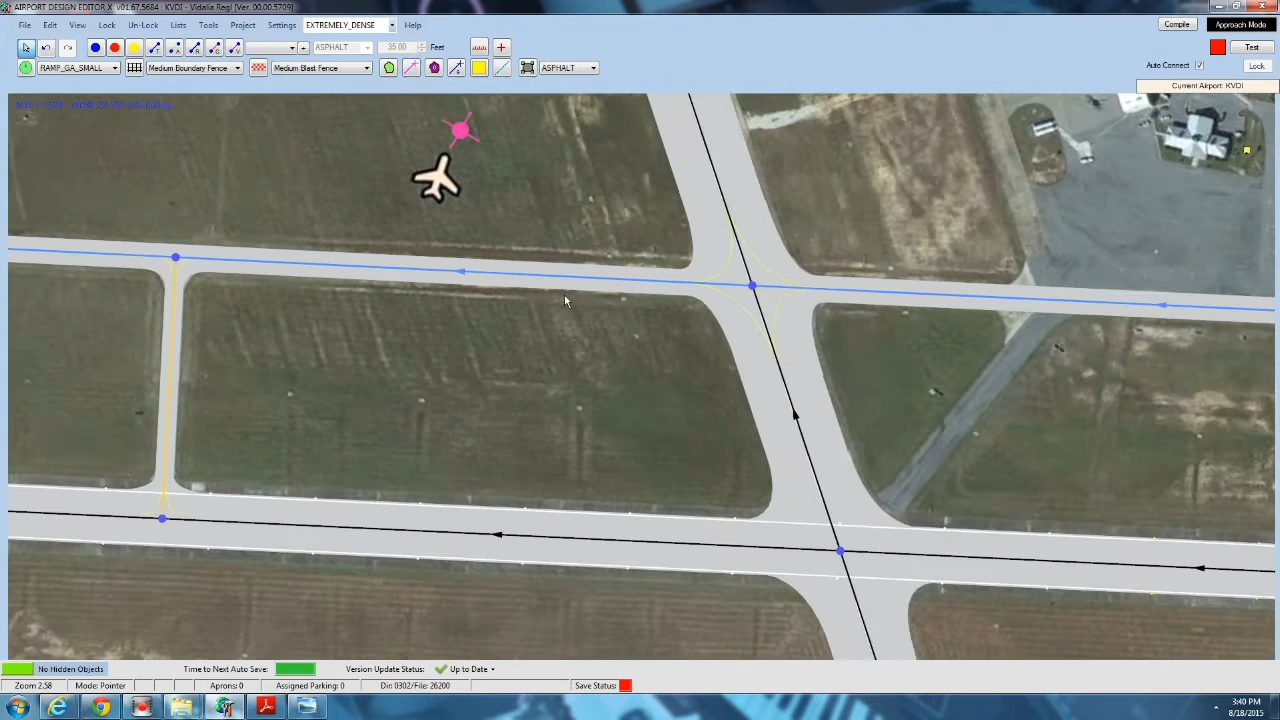 AIRPORT DESIGN EDITOR X v01.67.5684 : KVDI - Vidalia Regl [Ver: 00.00.5709]
File Edit View Lock Un-Lock Lists Tools Project Settings EXTREMELY_DENSE Help Compile Approach Mode
ASPHALT 35.00 Feet Test
RAMP_GA_SMALL Medium Boundary Fence Medium Blast Fence ASPHALT Auto Connect Lock
Current Airport: KVDI
No Hidden Objects Time to Next Auto Save: Version Update Status: Up to Date
Zoom 2.58 Mode: Pointer Aprons: 0 Assigned Parking: 0 Dir: 0302/File: 26200 Save Status:
3:40 PM
8/18/2015